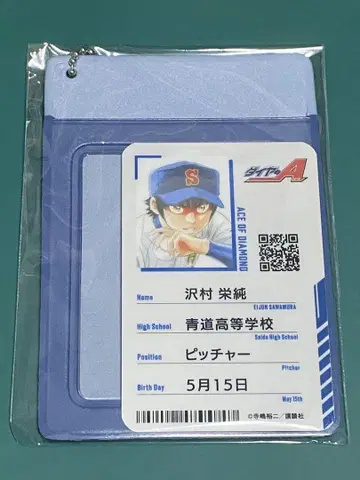 ダイヤのA
S
ACE OF DIAMOND
Name 沢村 栄純
EIJUN SAWAMURA
High School 青道高等学校
Seido High School
Position ピッチャー
Pitcher
Birth Day 5月15日
May 15th
©寺嶋裕二/講談社